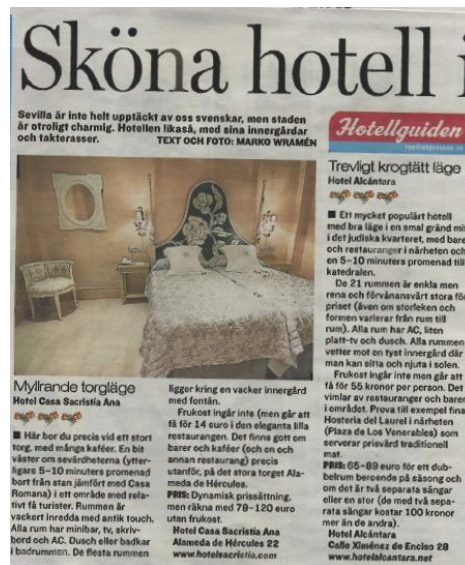 Sköna hotell i
Sevilla är inte helt upptäckt av oss svenskar, men staden
är otroligt charmig. Hotellen likaså, med sina innergårdar
och takterasser. TEXT OCH FOTO: MARKO WRAMÉN
Myllrande torgläge
Hotel Casa Sacristia Ana
■ Här bor du precis vid ett stort
torg, med många kaféer. En bit
väster om sevärdheterna (ytter-
ligare 5–10 minuters promenad
bort från stan jämfört med Casa
Romana) i ett område med rela-
tivt få turister. Rummen är
vackert inredda med antik touch.
Alla rum har minibar, tv, skriv-
bord och AC. Dusch eller badkar
i badrummen. De flesta rummen
ligger kring en vacker innergård
med fontän.
Frukost ingår inte (men går att
få för 14 euro i den eleganta lilla
restaurangen. Det finns gott om
barer och kaféer (och en och
annan restaurang) precis
utanför, på det stora torget Ala-
meda de Hércules.
PRIS: Dynamisk prissättning,
men räkna med 79–120 euro
utan frukost.
Hotel Casa Sacristia Ana
Alameda de Hércules 22
www.hotelsacristia.com
Hotellguiden
Trevligt krogtätt läge
Hotel Alcántara
■ Ett mycket populärt hotell
med bra läge i en smal gränd mit
i det judiska kvarteret, med bare
och restauranger i närheten och
en 5–10 minuters promenad till
katedralen.
De 21 rummen är enkla men
rena och förvånansvärt stora för
priset (även om storleken och
formen varierar från rum till
rum). Alla rum har AC, liten
platt-tv och dusch. Alla rummen
vetter mot en tyst innergård där
man kan sitta och njuta i solen.
Frukost ingår inte men går att
få för 55 kronor per person. Det
vimlar av restauranger och barer
i området. Prova till exempel fina
Hosteria del Laurel i närheten
(Plaza de Los Venerables) som
serverar prisvärd traditionell
mat.
PRIS: 65–89 euro för ett dub-
belrum beroende på säsong och
om det är två separata sängar
eller en stor (de med två sepa-
rata sängar kostar 100 kronor
mer än de andra).
Hotel Alcántara
Calle Ximénez de Enciso 28
www.hotelalcantara.net